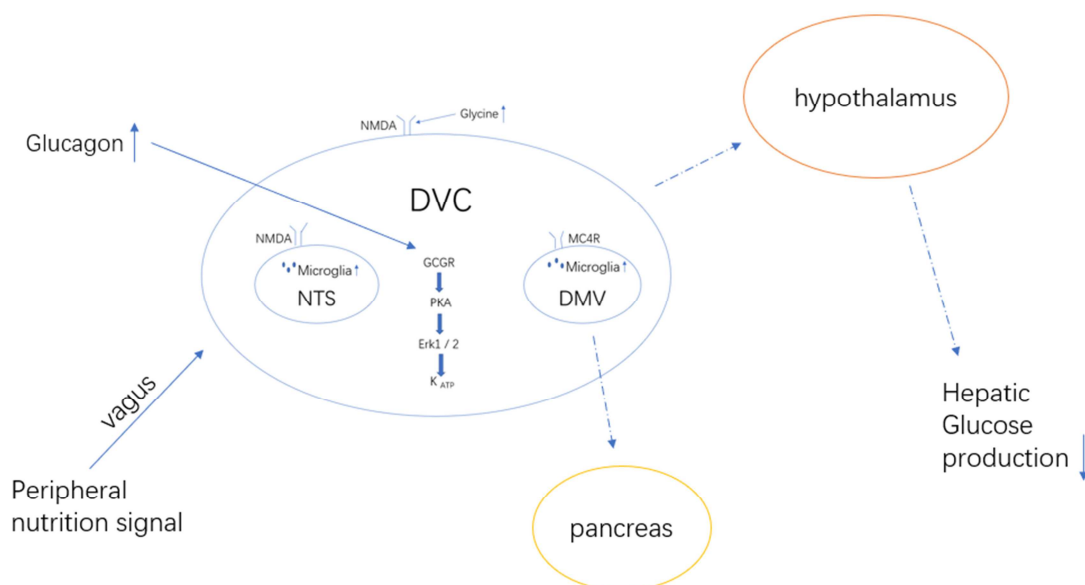 hypothalamus
Glycine
NMDA
Glucagon
DVC
NMDA
MC4R
GCGR
Microglia
Microglia
NTS
DMV
PKA
Erk1 / 2
K ATP
vagus
Hepatic
Glucose
production
Peripheral
nutrition signal
pancreas